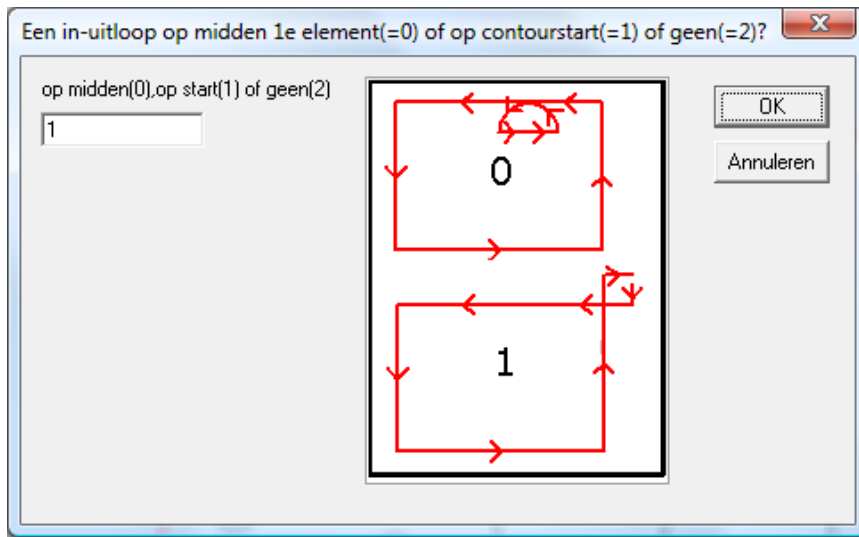 Een in-uitloop op midden 1e element(=0) of op contourstart(=1) of geen(=2)?
op midden(0),op start(1) of geen(2)
1
OK
Annuleren
0
1